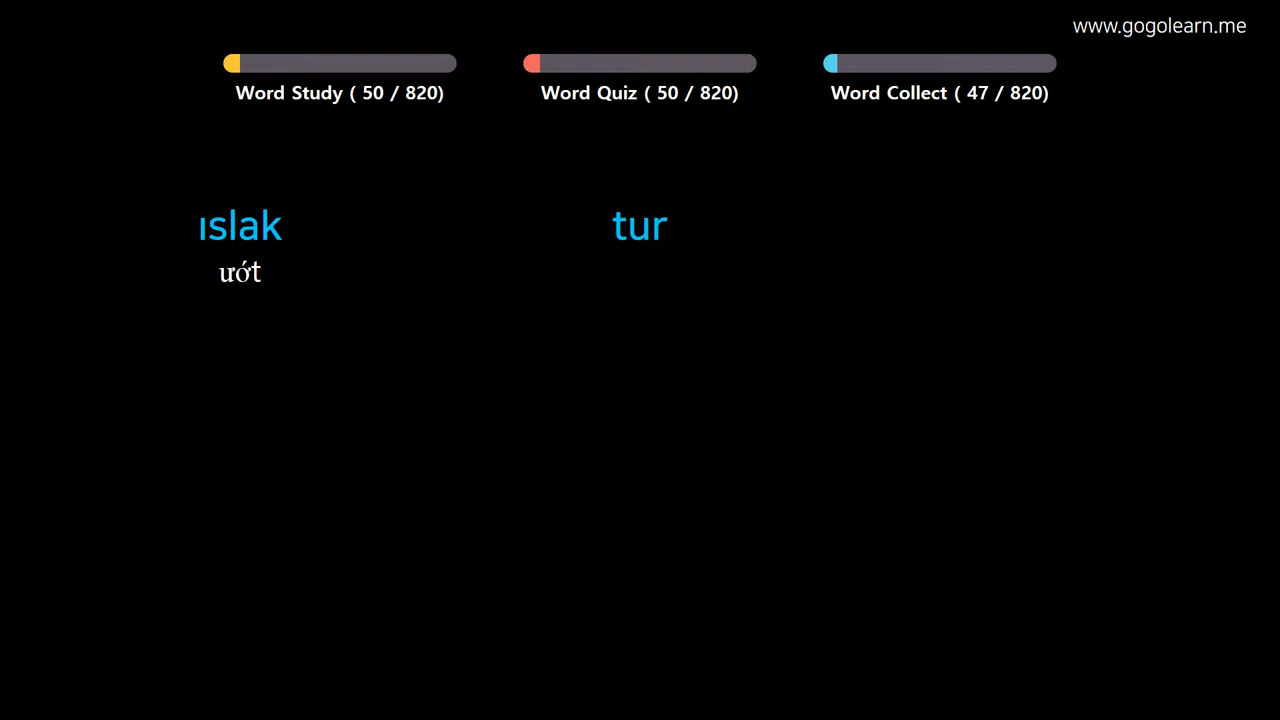 www.gogolearn.me
Word Study ( 50 / 820)
Word Quiz ( 50 / 820)
Word Collect ( 47 / 820)
ıslak
tur
ướt